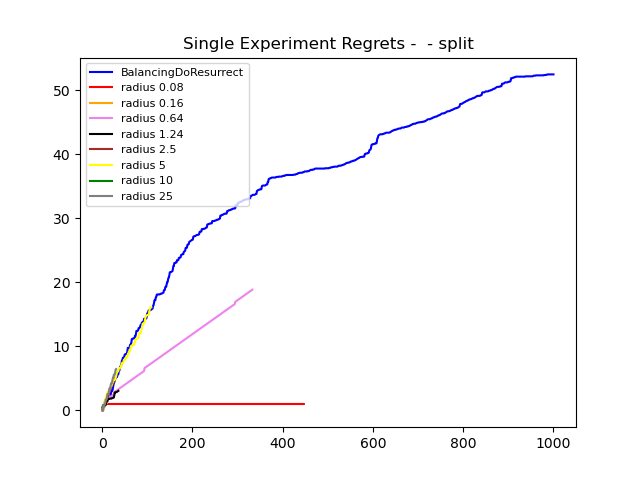 Single Experiment Regrets -  - split
BalancingDoResurrect
radius 0.08
radius 0.16
radius 0.64
radius 1.24
radius 2.5
radius 5
radius 10
radius 25
50
40
30
20
10
0
0 200 400 600 800 1000